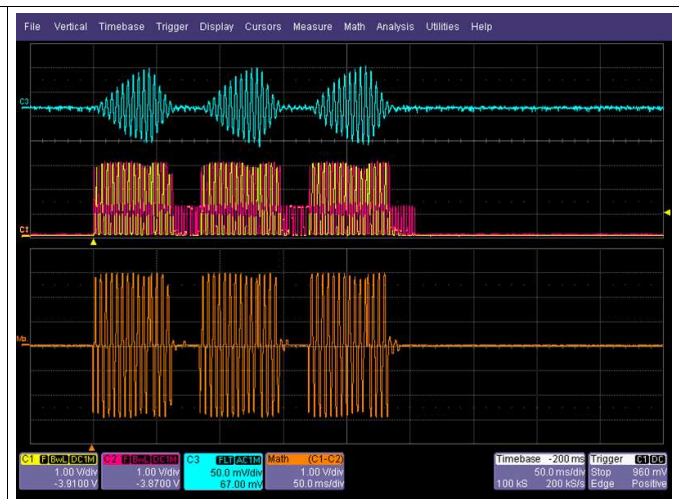 File Vertical Timebase Trigger Display Cursors Measure Math Analysis Utilities Help
C3
C1
C1 F BwL DC1M
1.00 V/div
-3.9100 V
C2 F BwL DC1M
1.00 V/div
-3.8700 V
C3 FLT AC1M
50.0 mV/div
67.00 mV
Math (C1-C2)
1.00 V/div
50.0 ms/div
Timebase -200 ms
50.0 ms/div
100 kS 200 kS/s
Trigger C1 DC
Stop 960 mV
Edge Positive